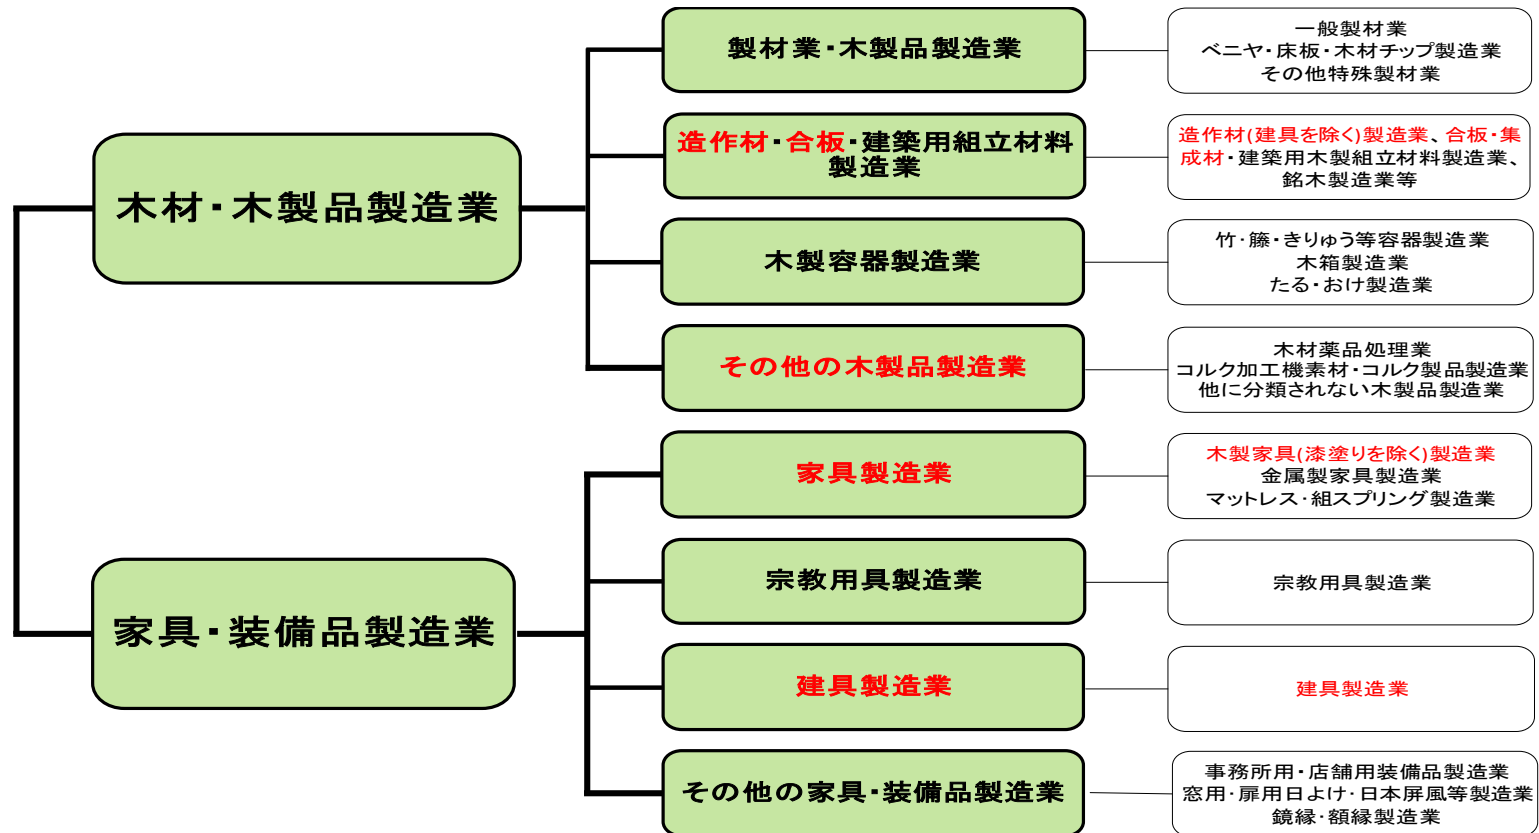 木材・木製品製造業
製材業・木製品製造業
一般製材業
ベニヤ・床板・木材チップ製造業
その他特殊製材業
造作材・合板・建築用組立材料
製造業
造作材(建具を除く)製造業、合板・集
成材・建築用木製組立材料製造業、
銘木製造業等
木製容器製造業
竹・籐・きりゅう等容器製造業
木箱製造業
たる・おけ製造業
その他の木製品製造業
木材薬品処理業
コルク加工機素材・コルク製品製造業
他に分類されない木製品製造業
家具・装備品製造業
家具製造業
木製家具(漆塗りを除く)製造業
金属製家具製造業
マットレス・組スプリング製造業
宗教用具製造業
宗教用具製造業
建具製造業
建具製造業
その他の家具・装備品製造業
事務所用・店舗用装備品製造業
窓用・扉用日よけ・日本屏風等製造業
鏡縁・額縁製造業